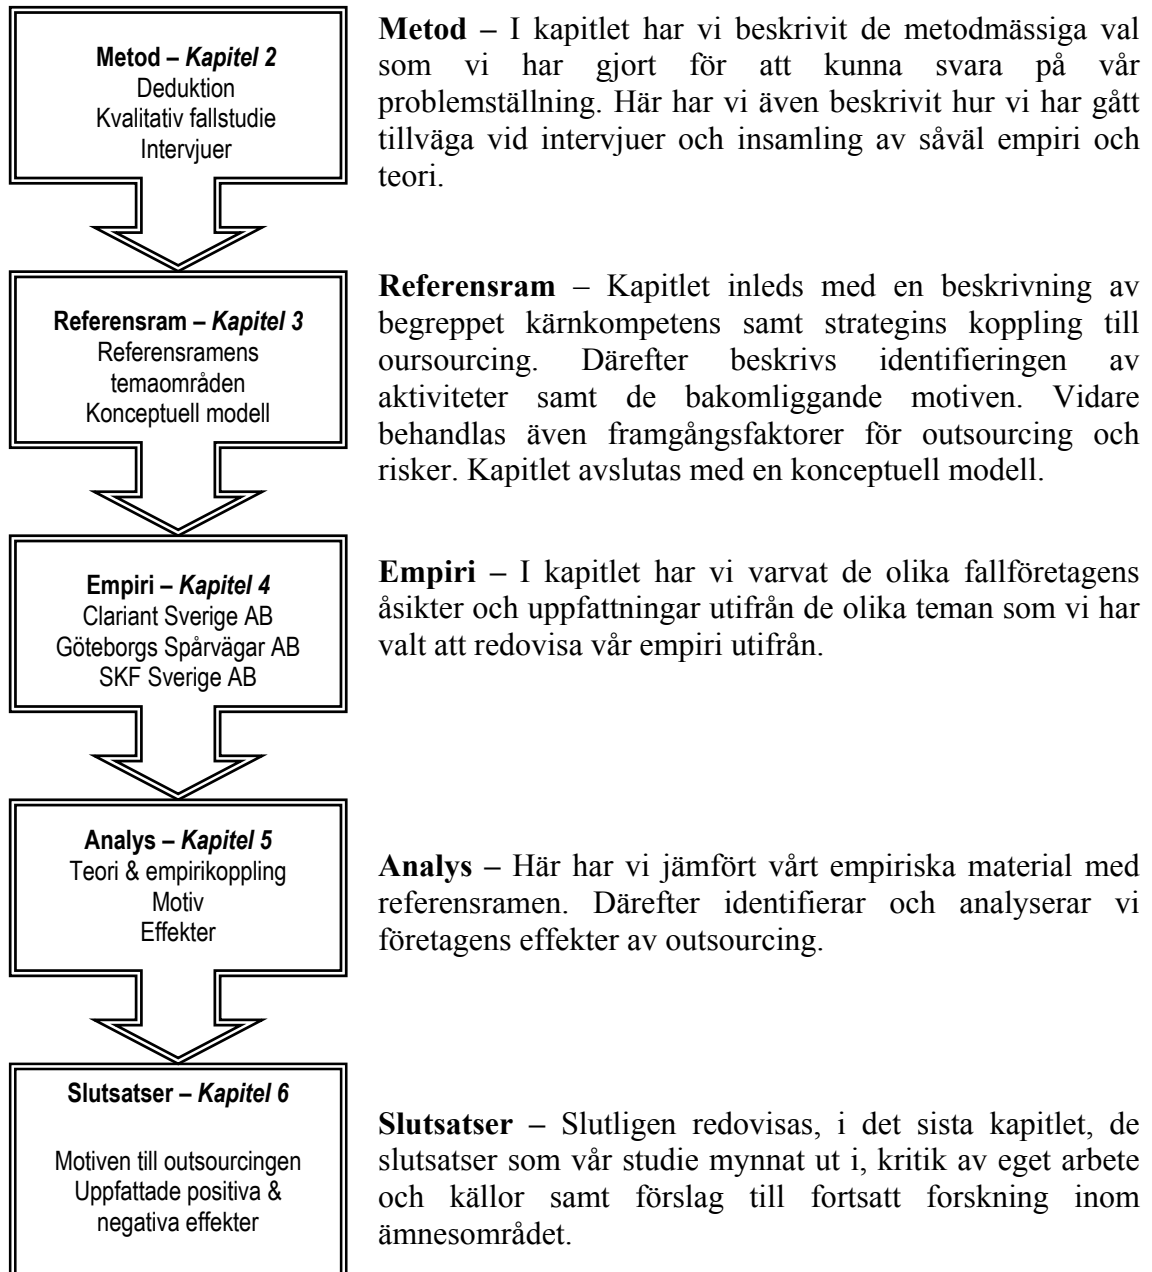 Metod – Kapitel 2
Deduktion
Kvalitativ fallstudie
Intervjuer
Metod – I kapitlet har vi beskrivit de metodmässiga val
som vi har gjort för att kunna svara på vår
problemställning. Här har vi även beskrivit hur vi har gått
tillväga vid intervjuer och insamling av såväl empiri och
teori.
Referensram – Kapitel 3
Referensramens
temaområden
Konceptuell modell
Referensram – Kapitlet inleds med en beskrivning av
begreppet kärnkompetens samt strategins koppling till
oursourcing. Därefter beskrivs identifieringen av
aktiviteter samt de bakomliggande motiven. Vidare
behandlas även framgångsfaktorer för outsourcing och
risker. Kapitlet avslutas med en konceptuell modell.
Empiri – Kapitel 4
Clariant Sverige AB
Göteborgs Spårvägar AB
SKF Sverige AB
Empiri – I kapitlet har vi varvat de olika fallföretagens
åsikter och uppfattningar utifrån de olika teman som vi har
valt att redovisa vår empiri utifrån.
Analys – Kapitel 5
Teori & empirikoppling
Motiv
Effekter
Analys – Här har vi jämfört vårt empiriska material med
referensramen. Därefter identifierar och analyserar vi
företagens effekter av outsourcing.
Slutsatser – Kapitel 6
Motiven till outsourcingen
Uppfattade positiva &
negativa effekter
Slutsatser – Slutligen redovisas, i det sista kapitlet, de
slutsatser som vår studie mynnat ut i, kritik av eget arbete
och källor samt förslag till fortsatt forskning inom
ämnesområdet.